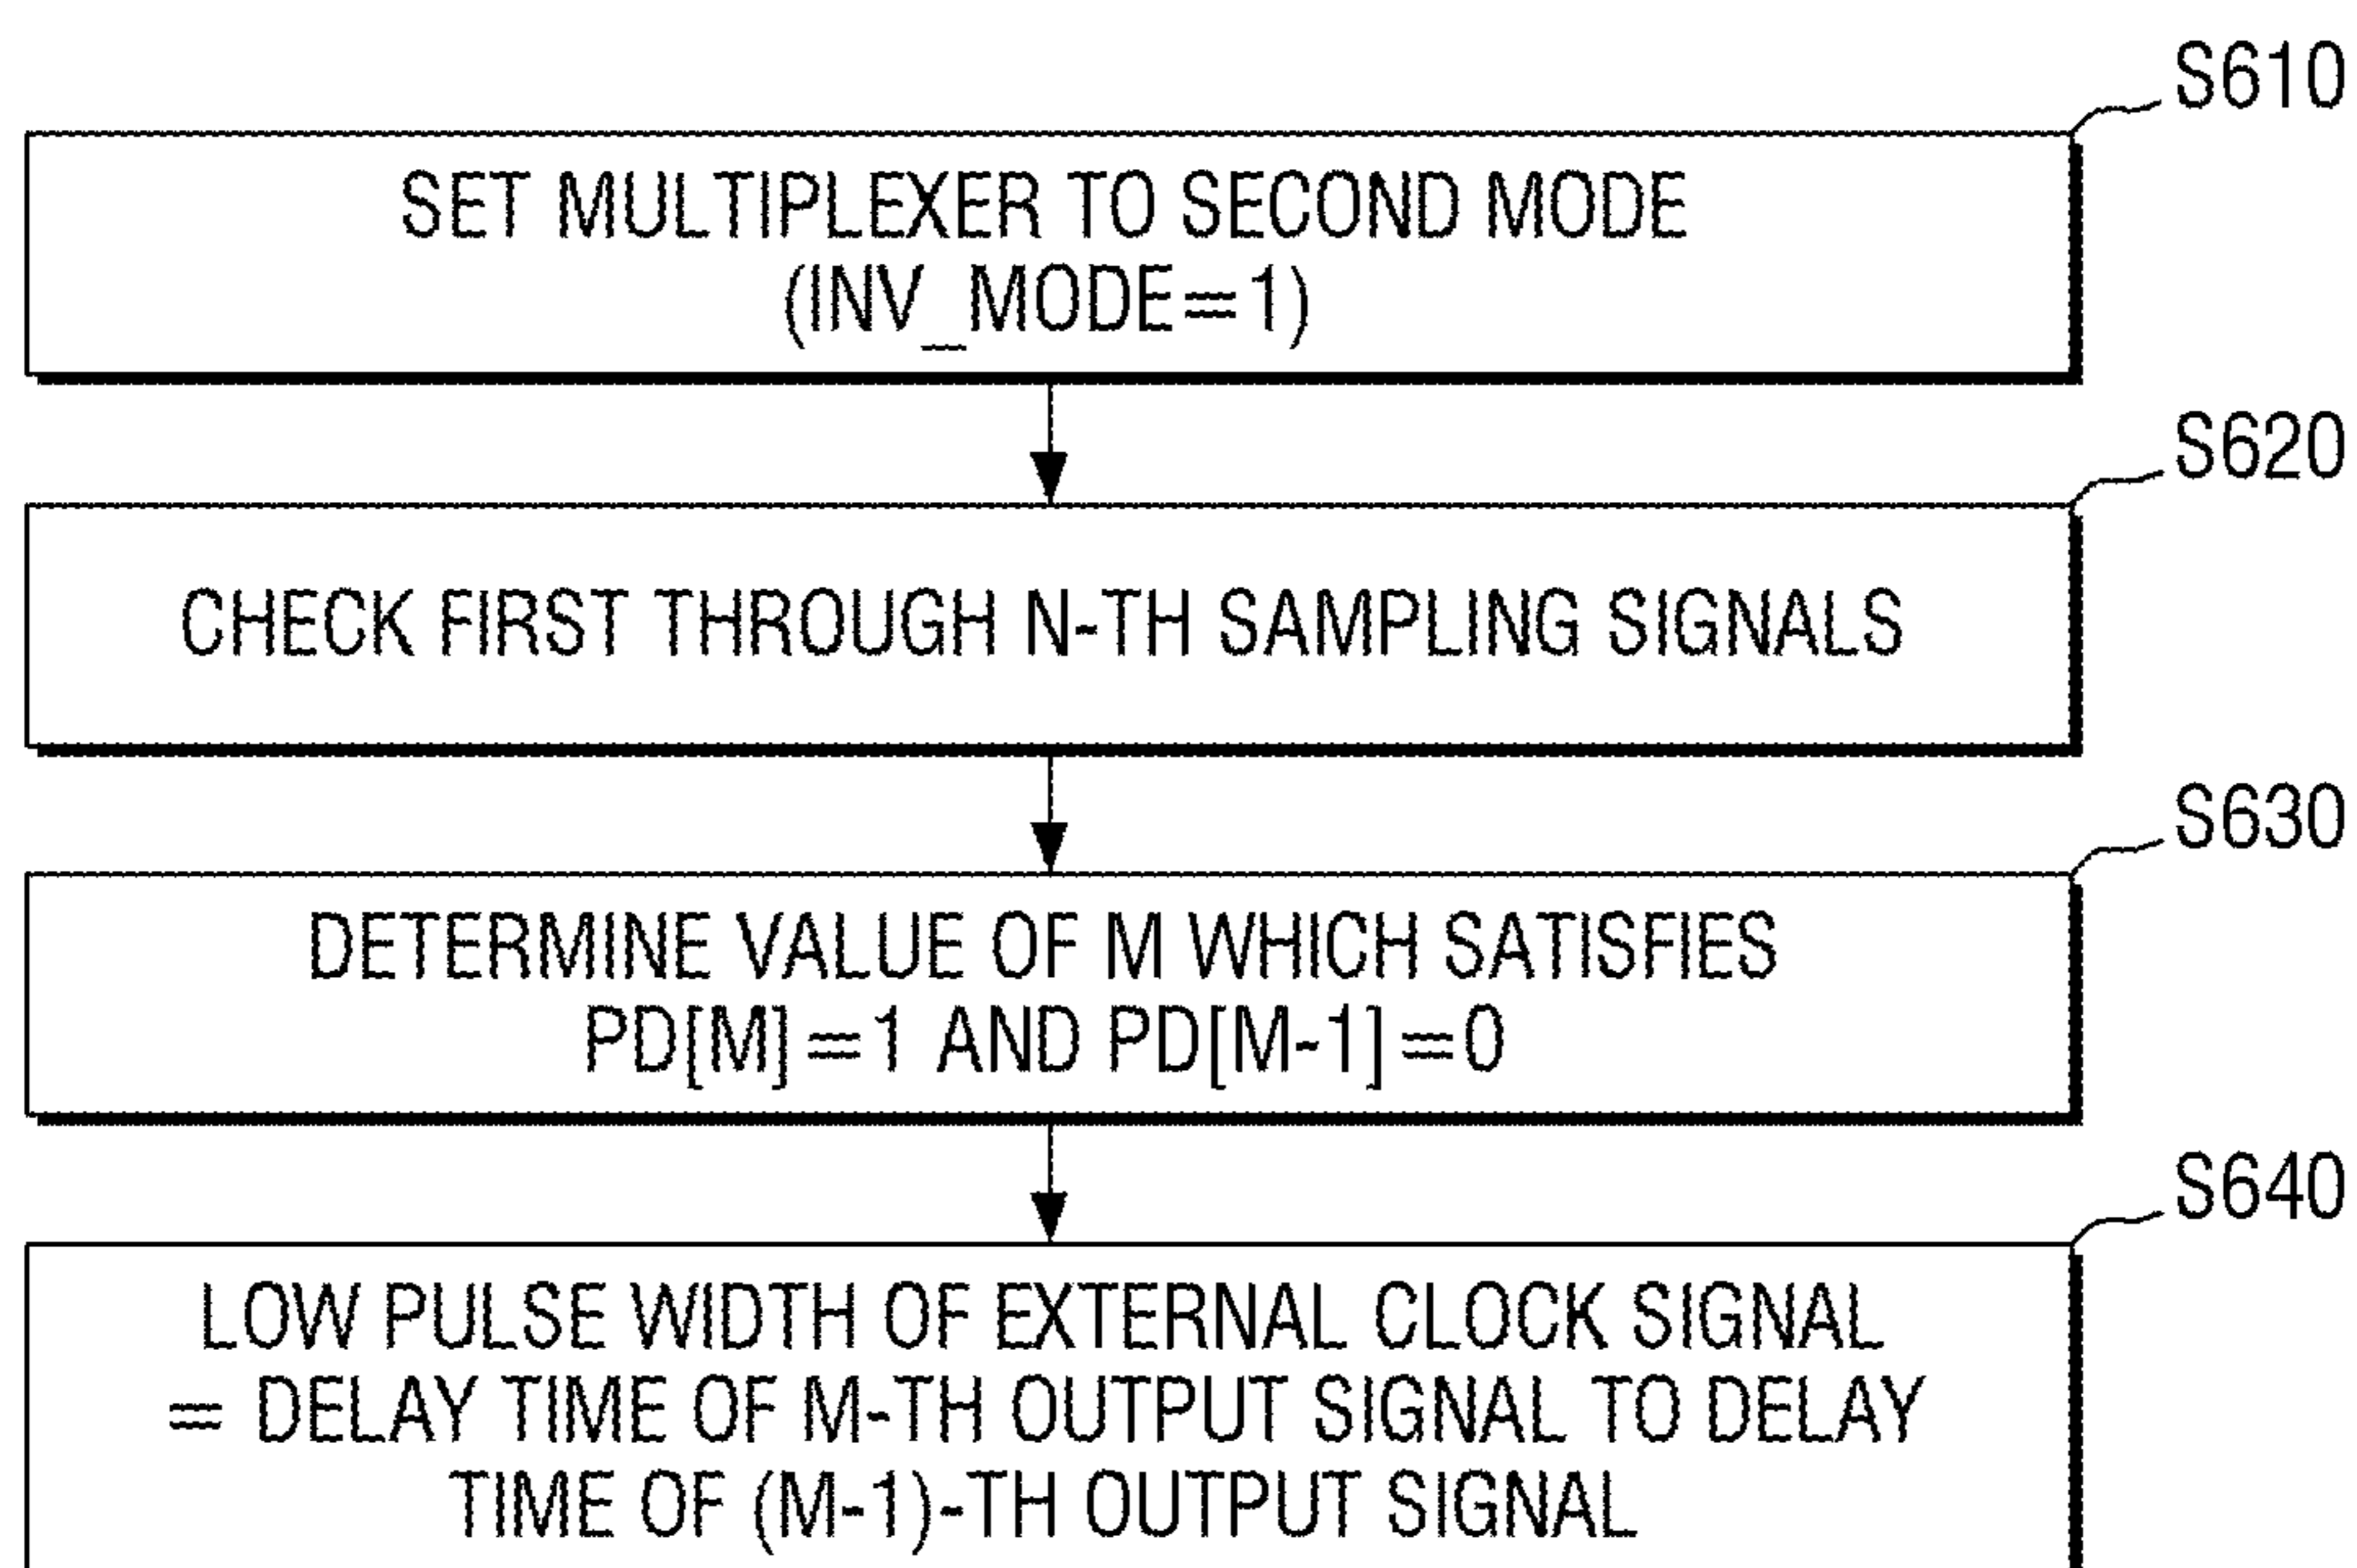 S610
SET MULTIPLEXER TO SECOND MODE
(INV_MODE=1)
S620
CHECK FIRST THROUGH N-TH SAMPLING SIGNALS
S630
DETERMINE VALUE OF M WHICH SATISFIES
PD[M]=1 AND PD[M-1]=0
S640
LOW PULSE WIDTH OF EXTERNAL CLOCK SIGNAL
= DELAY TIME OF M-TH OUTPUT SIGNAL TO DELAY
TIME OF (M-1)-TH OUTPUT SIGNAL